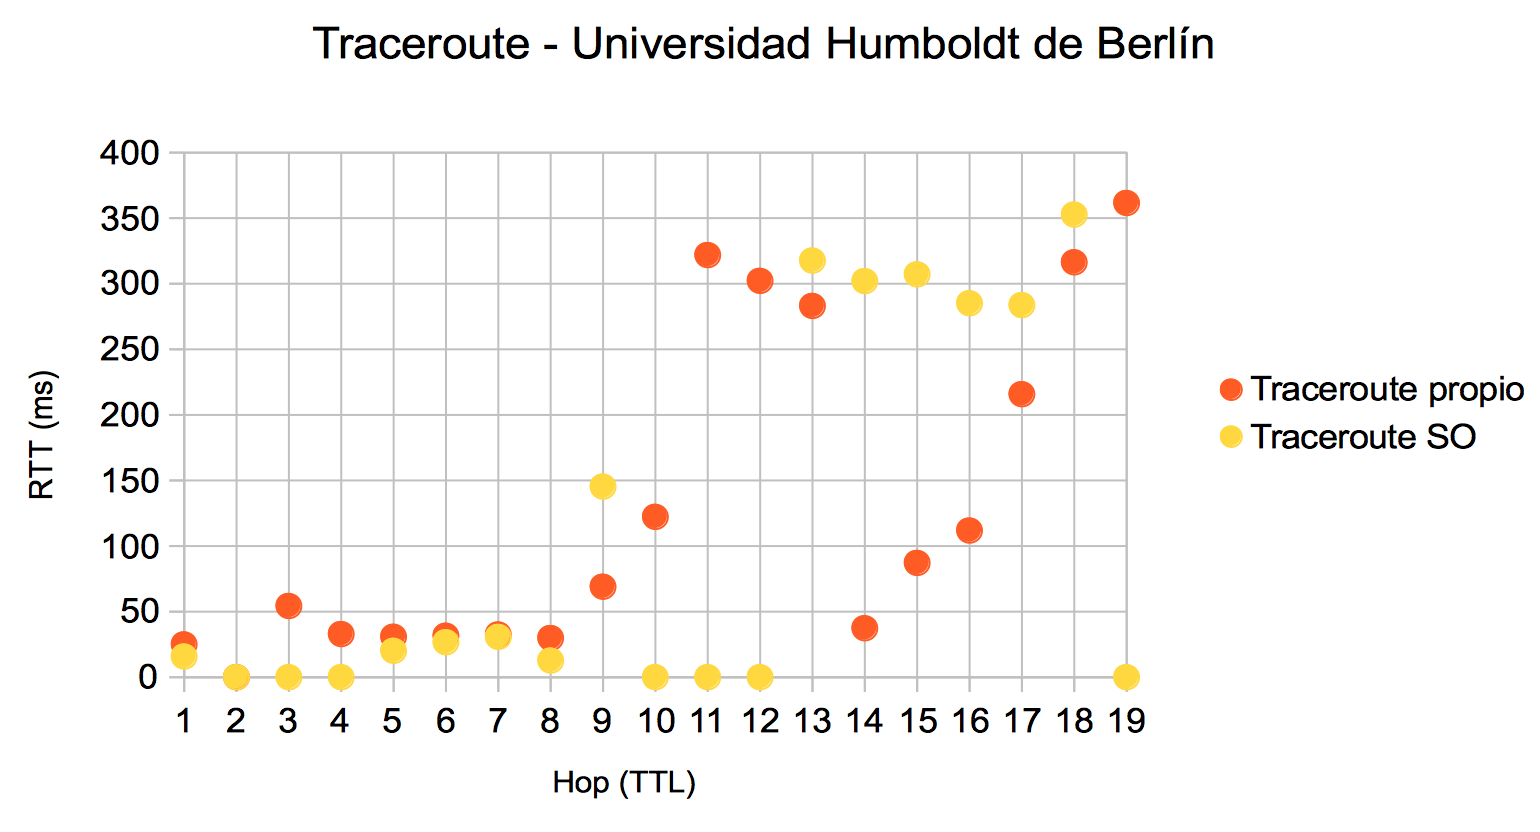 Traceroute - Universidad Humboldt de Berlín
400
350
300
250
200
150
100
50
0
RTT (ms)
1 2 3 4 5 6 7 8 9 10 11 12 13 14 15 16 17 18 19
Hop (TTL)
Traceroute propio
Traceroute SO